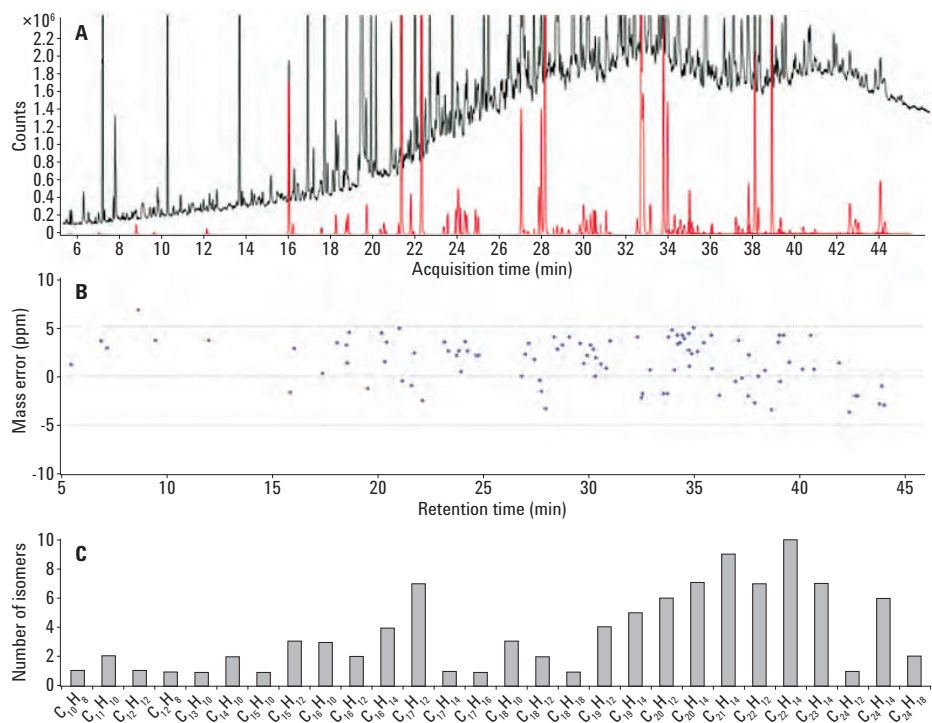 ×10⁶
A
2.2
2.0
1.8
1.6
1.4
1.2
1.0
0.8
0.6
0.4
0.2
0
Counts
6 8 10 12 14 16 18 20 22 24 26 28 30 32 34 36 38 40 42 44
Acquisition time (min)
B
10
5
0
-5
-10
Mass error (ppm)
5 10 15 20 25 30 35 40 45
Retention time (min)
C
10
8
6
4
2
0
Number of isomers
C₁₀H₈ C₁₁H₁₀ C₁₂H₁₂ C₁₂H₈ C₁₃H₁₀ C₁₄H₁₀ C₁₅H₁₀ C₁₅H₁₂ C₁₆H₁₀ C₁₆H₁₂ C₁₆H₁₄ C₁₇H₁₂ C₁₇H₁₄ C₁₇H₁₆ C₁₈H₁₀ C₁₈H₁₂ C₁₈H₁₈ C₁₉H₁₂ C₁₉H₁₄ C₂₀H₁₂ C₂₀H₁₄ C₂₁H₁₄ C₂₂H₁₂ C₂₂H₁₄ C₂₃H₁₄ C₂₄H₁₂ C₂₄H₁₄ C₂₄H₁₈